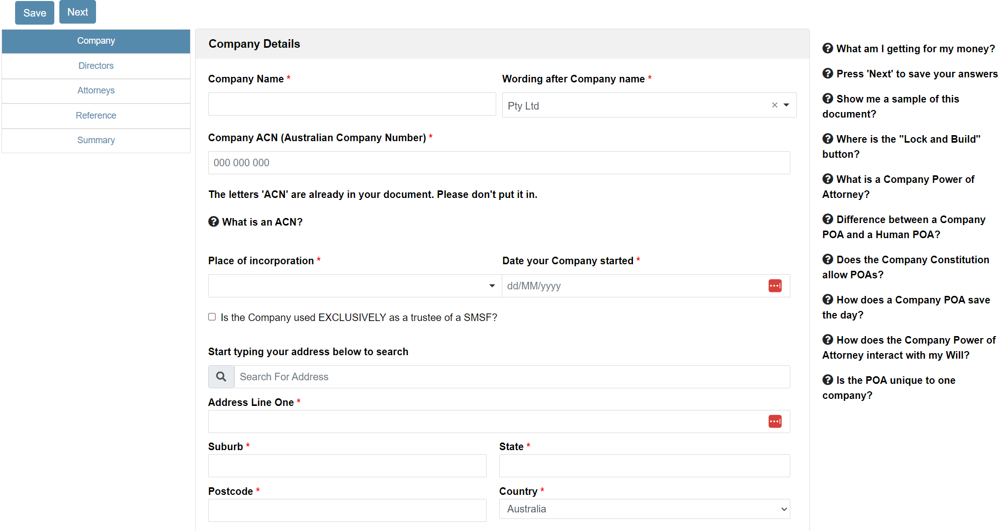 Save Next
Company
Directors
Attorneys
Reference
Summary
Company Details
Company Name * Wording after Company name *
Pty Ltd ×
Company ACN (Australian Company Number) *
000 000 000
The letters 'ACN' are already in your document. Please don't put it in.
What is an ACN?
Place of incorporation * Date your Company started *
dd/MM/yyyy
Is the Company used EXCLUSIVELY as a trustee of a SMSF?
Start typing your address below to search
Search For Address
Address Line One *
Suburb * State *
Postcode * Country *
Australia
What am I getting for my money?
Press 'Next' to save your answers
Show me a sample of this
document?
Where is the "Lock and Build"
button?
What is a Company Power of
Attorney?
Difference between a Company
POA and a Human POA?
Does the Company Constitution
allow POAs?
How does a Company POA save
the day?
How does the Company Power of
Attorney interact with my Will?
Is the POA unique to one
company?